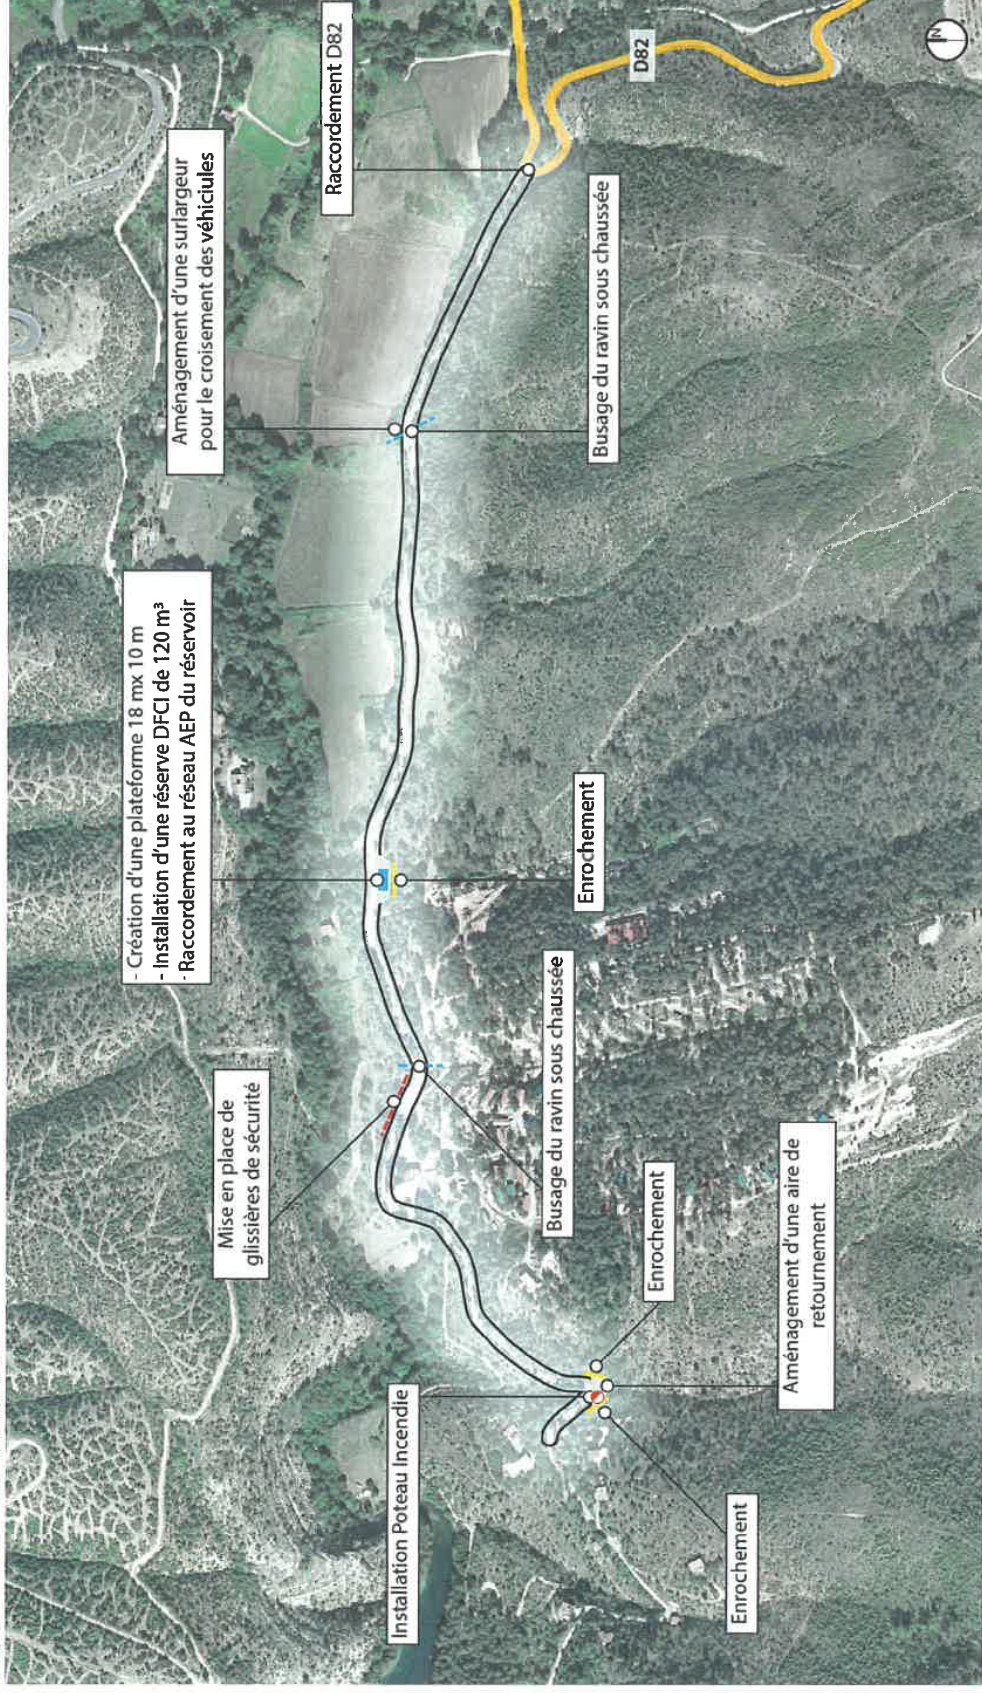 - Création d'une plateforme 18 mx 10 m
- Installation d'une réserve DFCI de 120 m³
- Raccordement au réseau AEP du réservoir
Aménagement d'une surlargeur
pour le croisement des véhiciules
Mise en place de
glissières de sécurité
Raccordement D82
Installation Poteau Incendie
Busage du ravin sous chaussée
Enrochement
Busage du ravin sous chaussée
D82
Enrochement
Enrochement
Aménagement d'une aire de
retournement
N